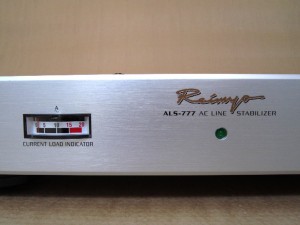 Raimyo
ALS-777 AC LINE STABILIZER
A
0 5 10 15 20
CURRENT LOAD INDICATOR